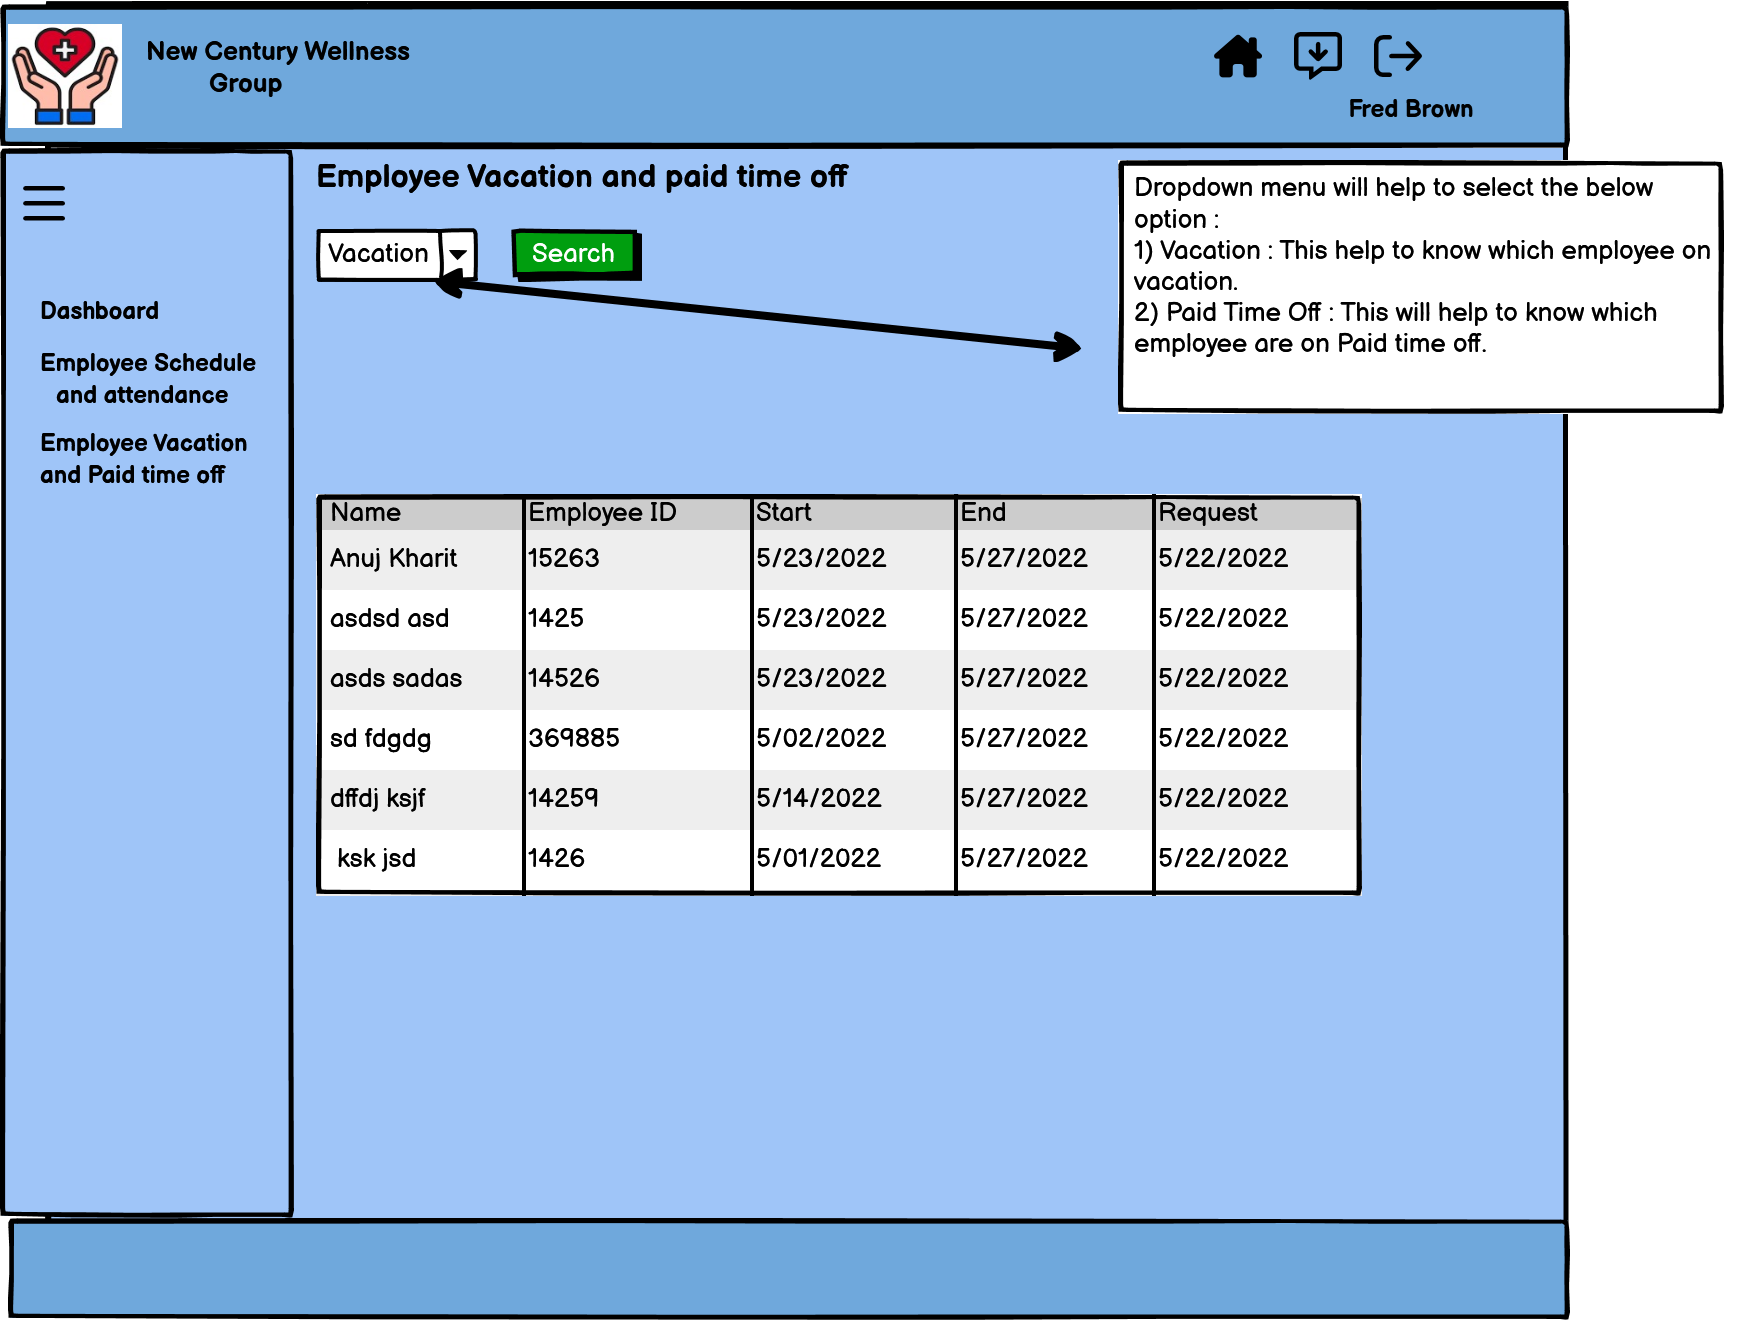 New Century Wellness
Group
Fred Brown
Dashboard
Employee Schedule
and attendance
Employee Vacation
and Paid time off
Employee Vacation and paid time off
Vacation
Search
Dropdown menu will help to select the below
option :
1) Vacation : This help to know which employee on
vacation.
2) Paid Time Off : This will help to know which
employee are on Paid time off.
Name Employee ID Start End Request
Anuj Kharit 15263 5/23/2022 5/27/2022 5/22/2022
asdsd asd 1425 5/23/2022 5/27/2022 5/22/2022
asds sadas 14526 5/23/2022 5/27/2022 5/22/2022
sd fdgdg 369885 5/02/2022 5/27/2022 5/22/2022
dffdj ksjf 14259 5/14/2022 5/27/2022 5/22/2022
ksk jsd 1426 5/01/2022 5/27/2022 5/22/2022